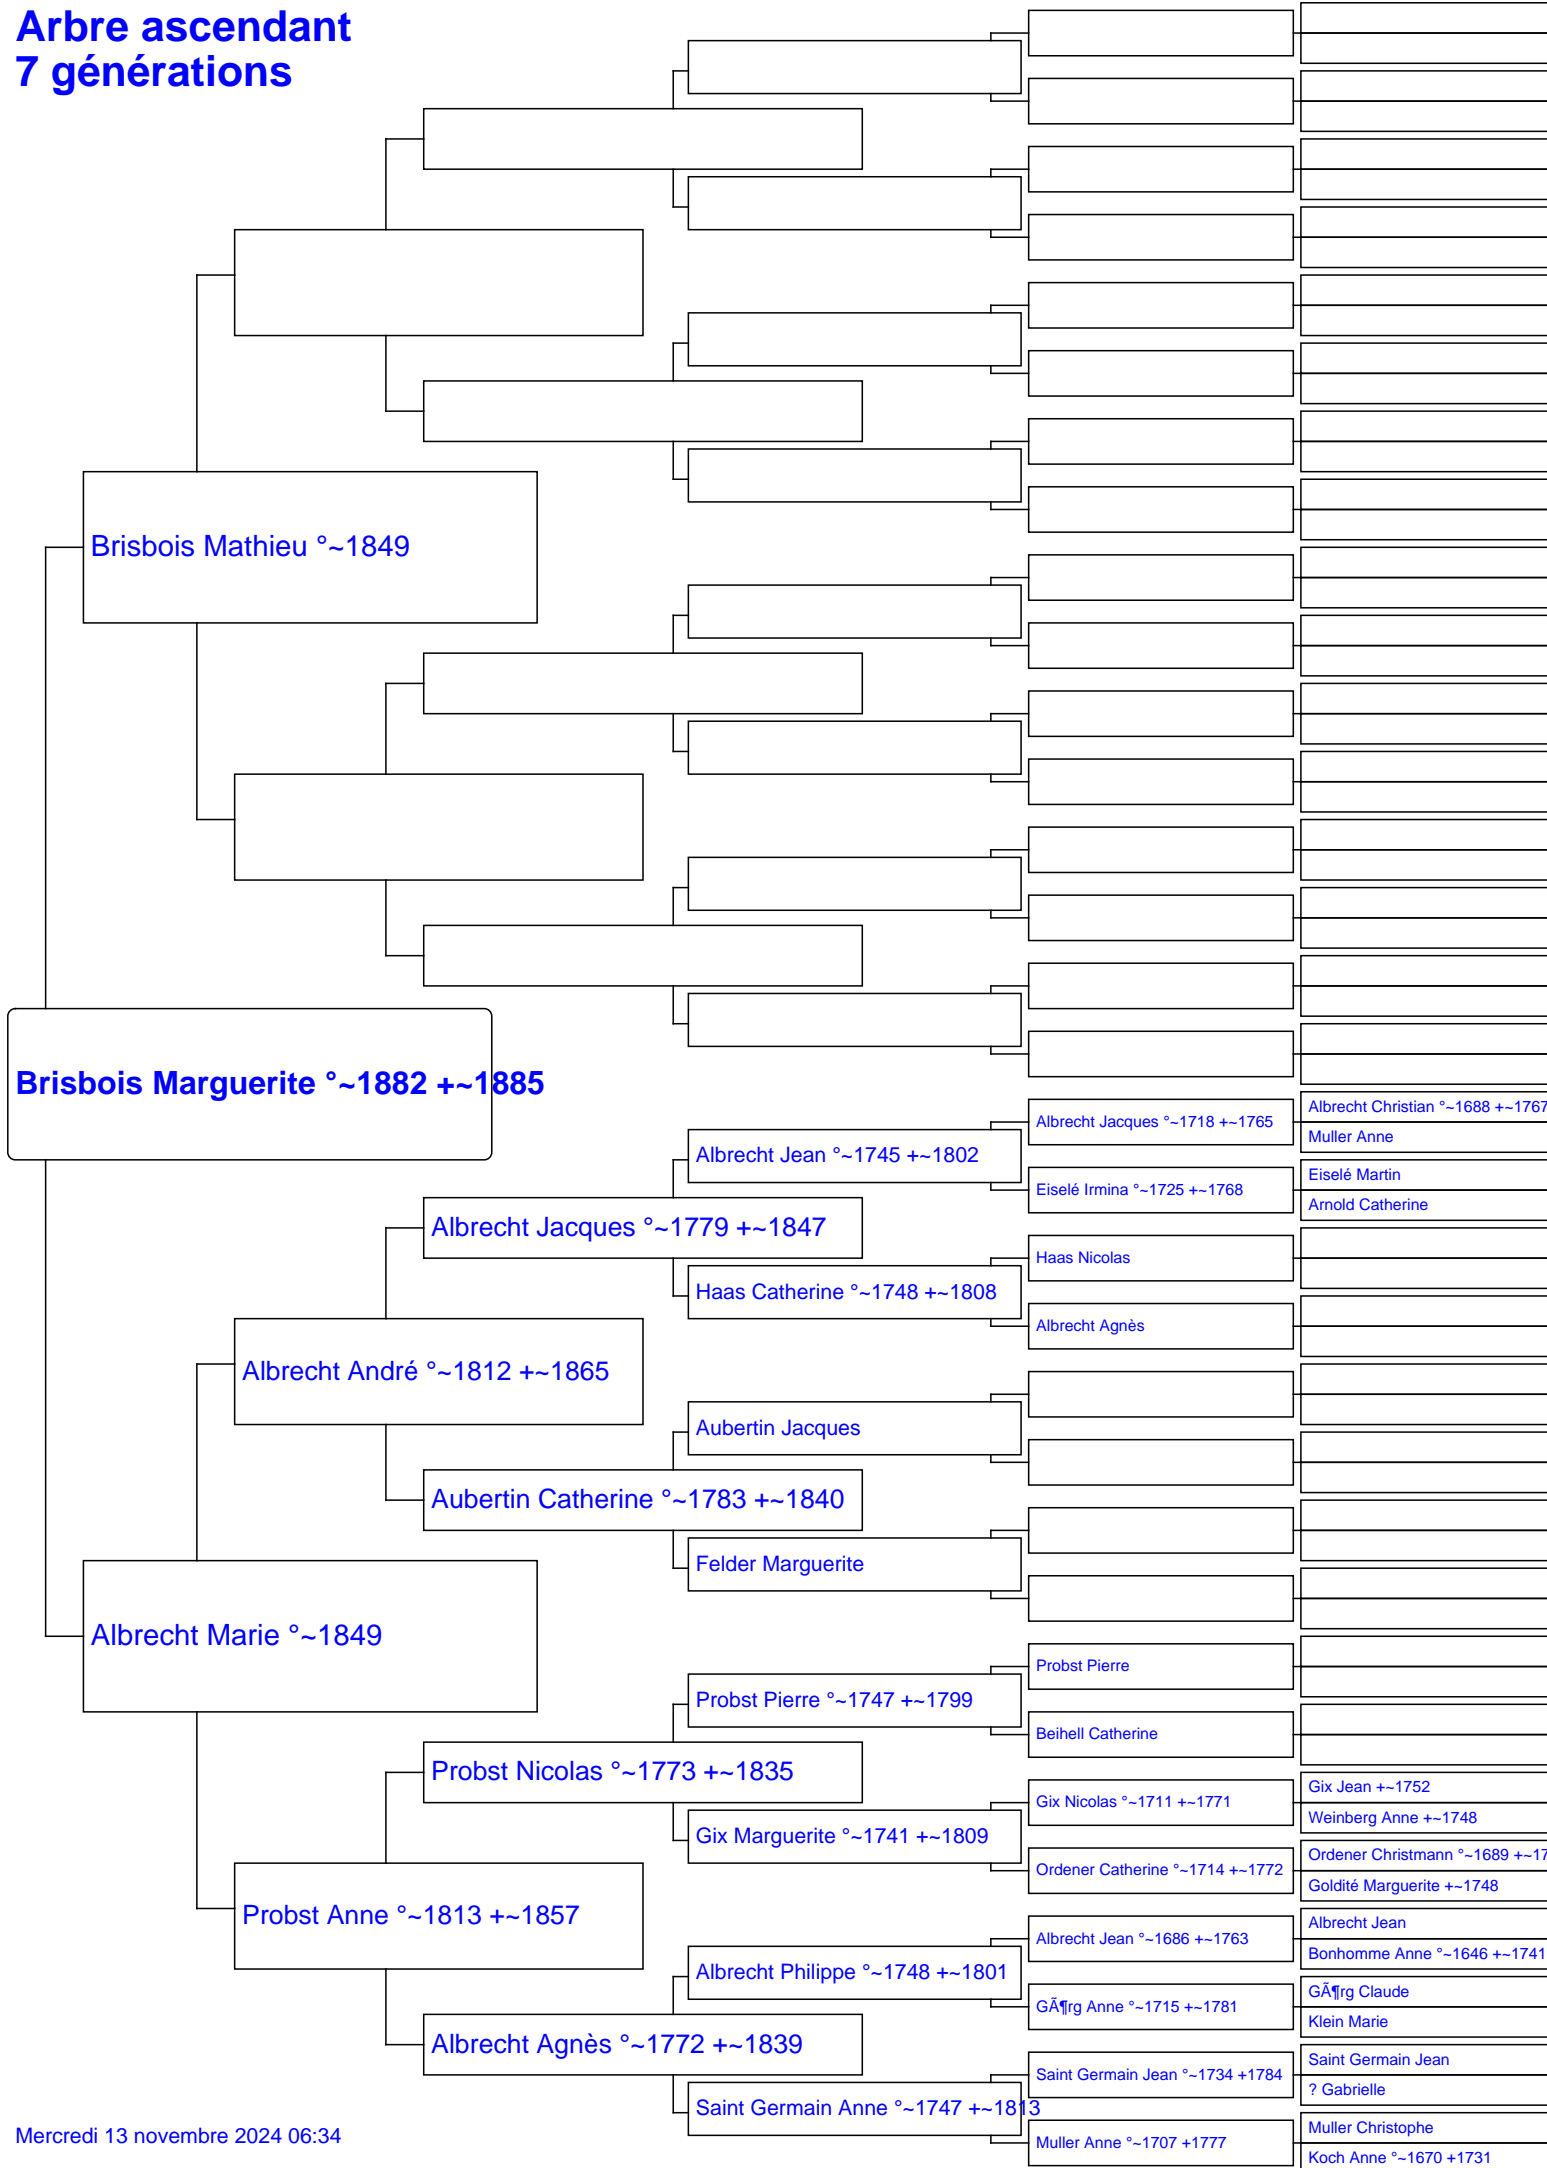 Arbre ascendant
7 générations
Brisbois Mathieu °~1849
Brisbois Marguerite °~1882 +~1885
Albrecht Jacques °~1718 +~1765
Albrecht Christian °~1688 +~1767
Muller Anne
Albrecht Jean °~1745 +~1802
Eiselé Irmina °~1725 +~1768
Eiselé Martin
Arnold Catherine
Albrecht Jacques °~1779 +~1847
Haas Nicolas
Haas Catherine °~1748 +~1808
Albrecht Agnès
Albrecht André °~1812 +~1865
Aubertin Jacques
Aubertin Catherine °~1783 +~1840
Felder Marguerite
Albrecht Marie °~1849
Probst Pierre
Probst Pierre °~1747 +~1799
Beihell Catherine
Probst Nicolas °~1773 +~1835
Gix Nicolas °~1711 +~1771
Gix Jean +~1752
Weinberg Anne +~1748
Gix Marguerite °~1741 +~1809
Ordener Catherine °~1714 +~1772
Ordener Christmann °~1689 +~17
Goldité Marguerite +~1748
Probst Anne °~1813 +~1857
Albrecht Jean °~1686 +~1763
Albrecht Jean
Bonhomme Anne °~1646 +~1741
Albrecht Philippe °~1748 +~1801
GÃ¶rg Anne °~1715 +~1781
GÃ¶rg Claude
Klein Marie
Albrecht Agnès °~1772 +~1839
Saint Germain Jean °~1734 +1784
Saint Germain Jean
? Gabrielle
Saint Germain Anne °~1747 +~1813
Muller Anne °~1707 +1777
Muller Christophe
Koch Anne °~1670 +1731
Mercredi 13 novembre 2024 06:34